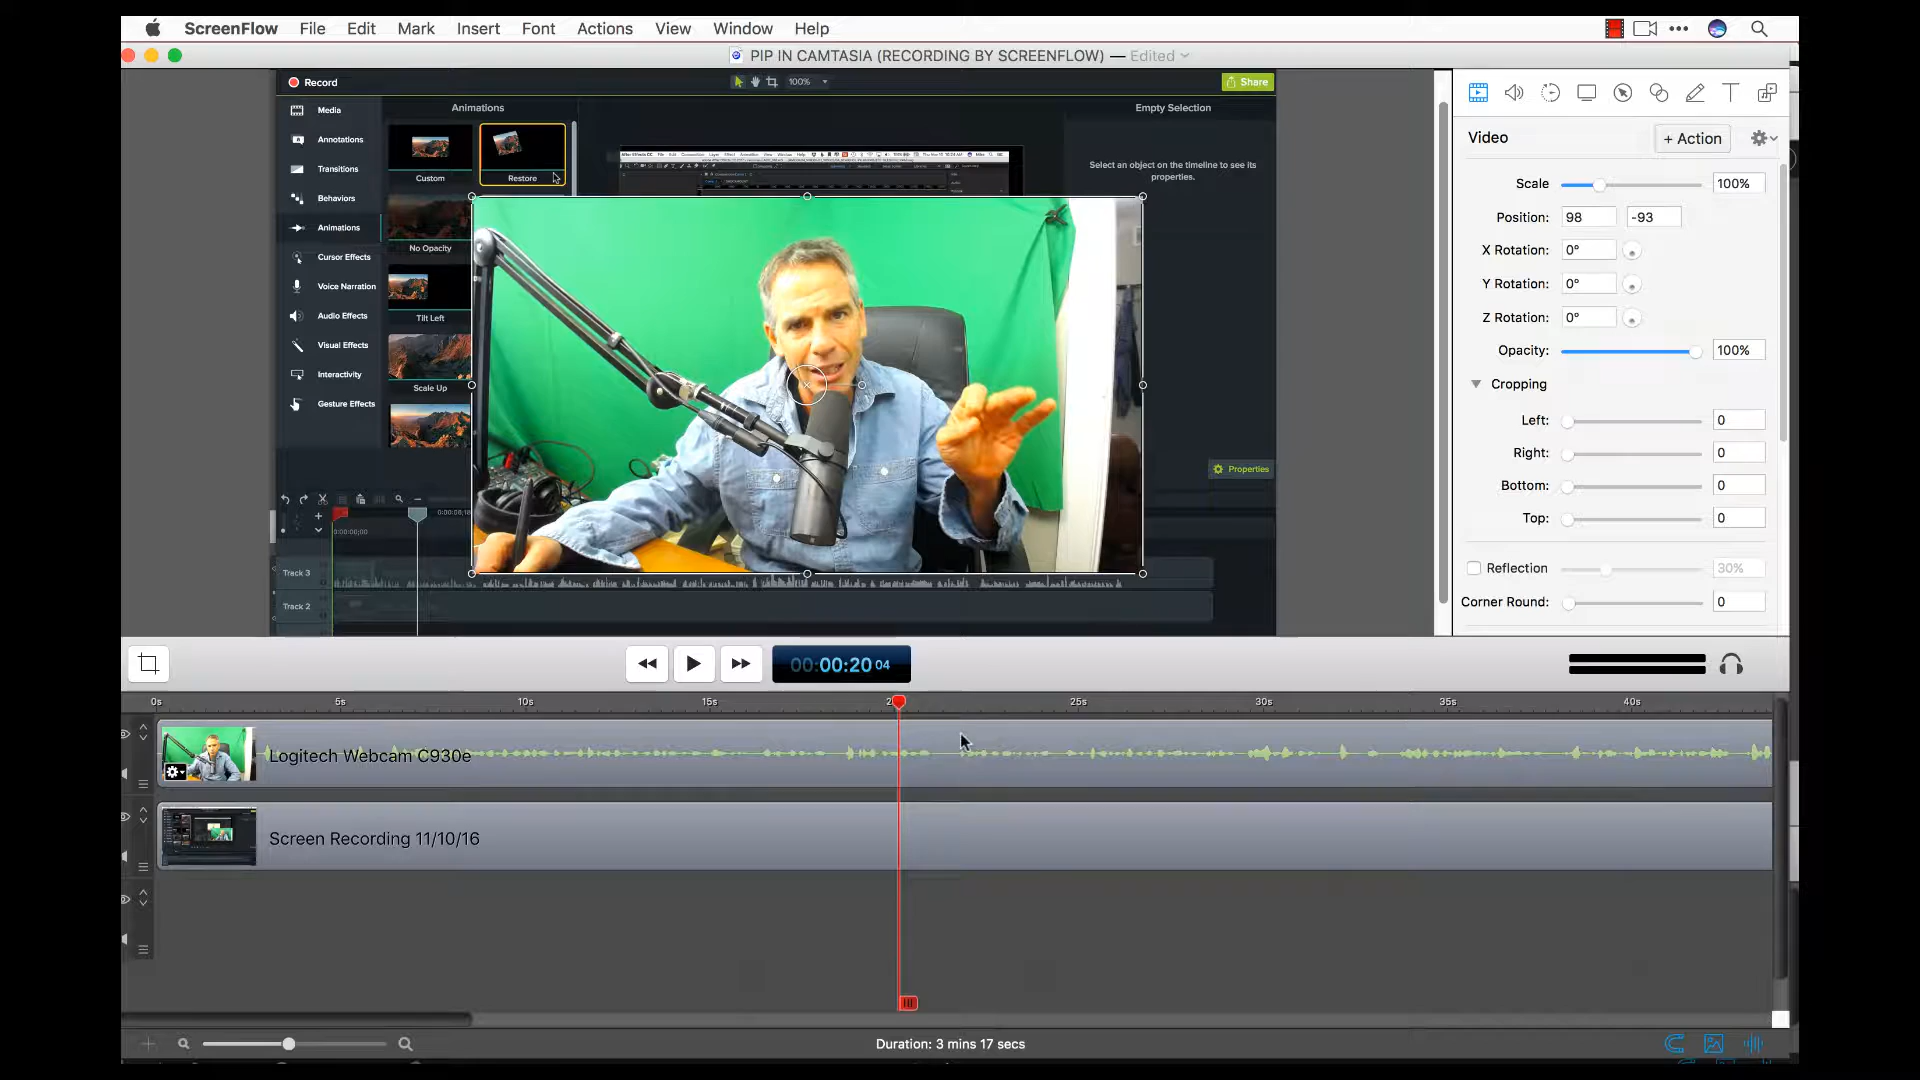 ScreenFlow File Edit Mark Insert Font Actions View Window Help
PIP IN CAMTASIA (RECORDING BY SCREENFLOW) — Edited
Record
100%
Share
Media
Animations
Empty Selection
Annotations
Transitions
Behaviors
Animations
Cursor Effects
Voice Narration
Audio Effects
Visual Effects
Interactivity
Gesture Effects
Custom
Restore
No Opacity
Tilt Left
Scale Up
Select an object on the timeline to see its
properties.
Properties
0:00:00;00
Track 3
Track 2
Video
+ Action
Scale 100%
Position: 98 -93
X Rotation: 0°
Y Rotation: 0°
Z Rotation: 0°
Opacity: 100%
Cropping
Left: 0
Right: 0
Bottom: 0
Top: 0
Reflection 30%
Corner Round: 0
00:00:20 04
0s 5s 10s 15s 25s 30s 35s 40s
Logitech Webcam C930e
Screen Recording 11/10/16
Duration: 3 mins 17 secs